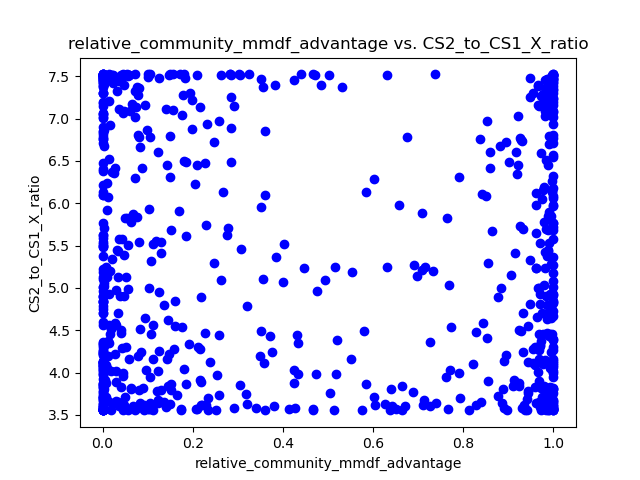 relative_community_mmdf_advantage vs. CS2_to_CS1_X_ratio
7.5
7.0
6.5
6.0
5.5
5.0
4.5
4.0
3.5
CS2_to_CS1_X_ratio
0.0 0.2 0.4 0.6 0.8 1.0
relative_community_mmdf_advantage